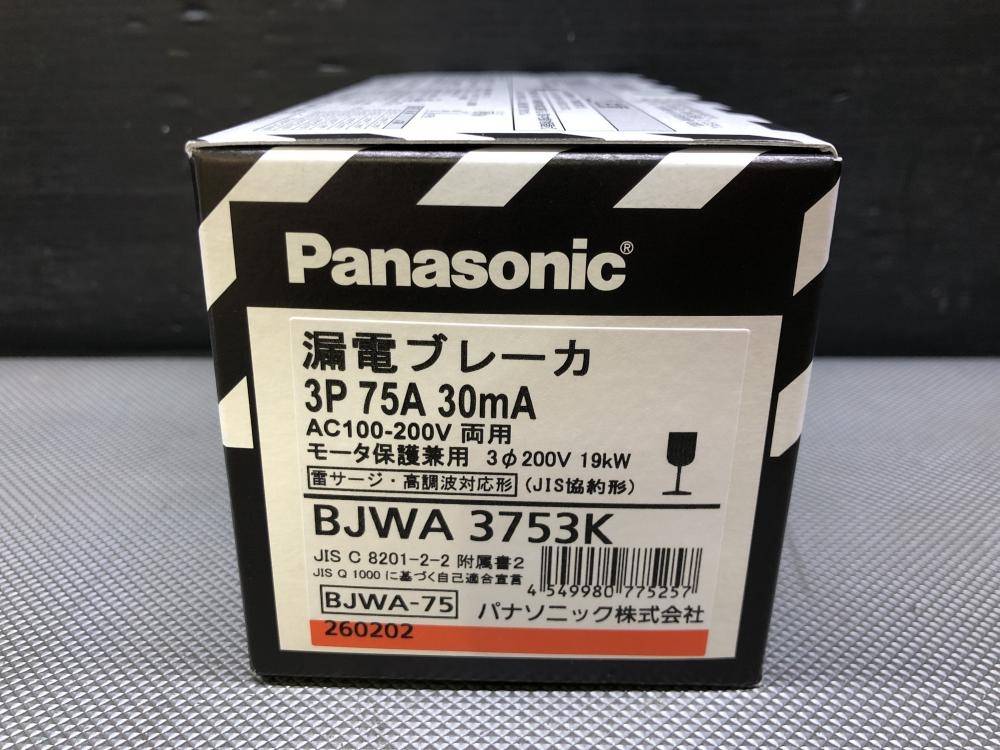 Panasonic®
漏電ブレーカ
3P 75A 30mA
AC100-200V 両用
モータ保護兼用 3φ200V 19kW
雷サージ・高調波対応形 (JIS協約形)
BJWA 3753K
JIS C 8201-2-2 附属書2
JIS Q 1000 に基づく自己適合宣言
4 549980 775257
BJWA-75 パナソニック株式会社
260202